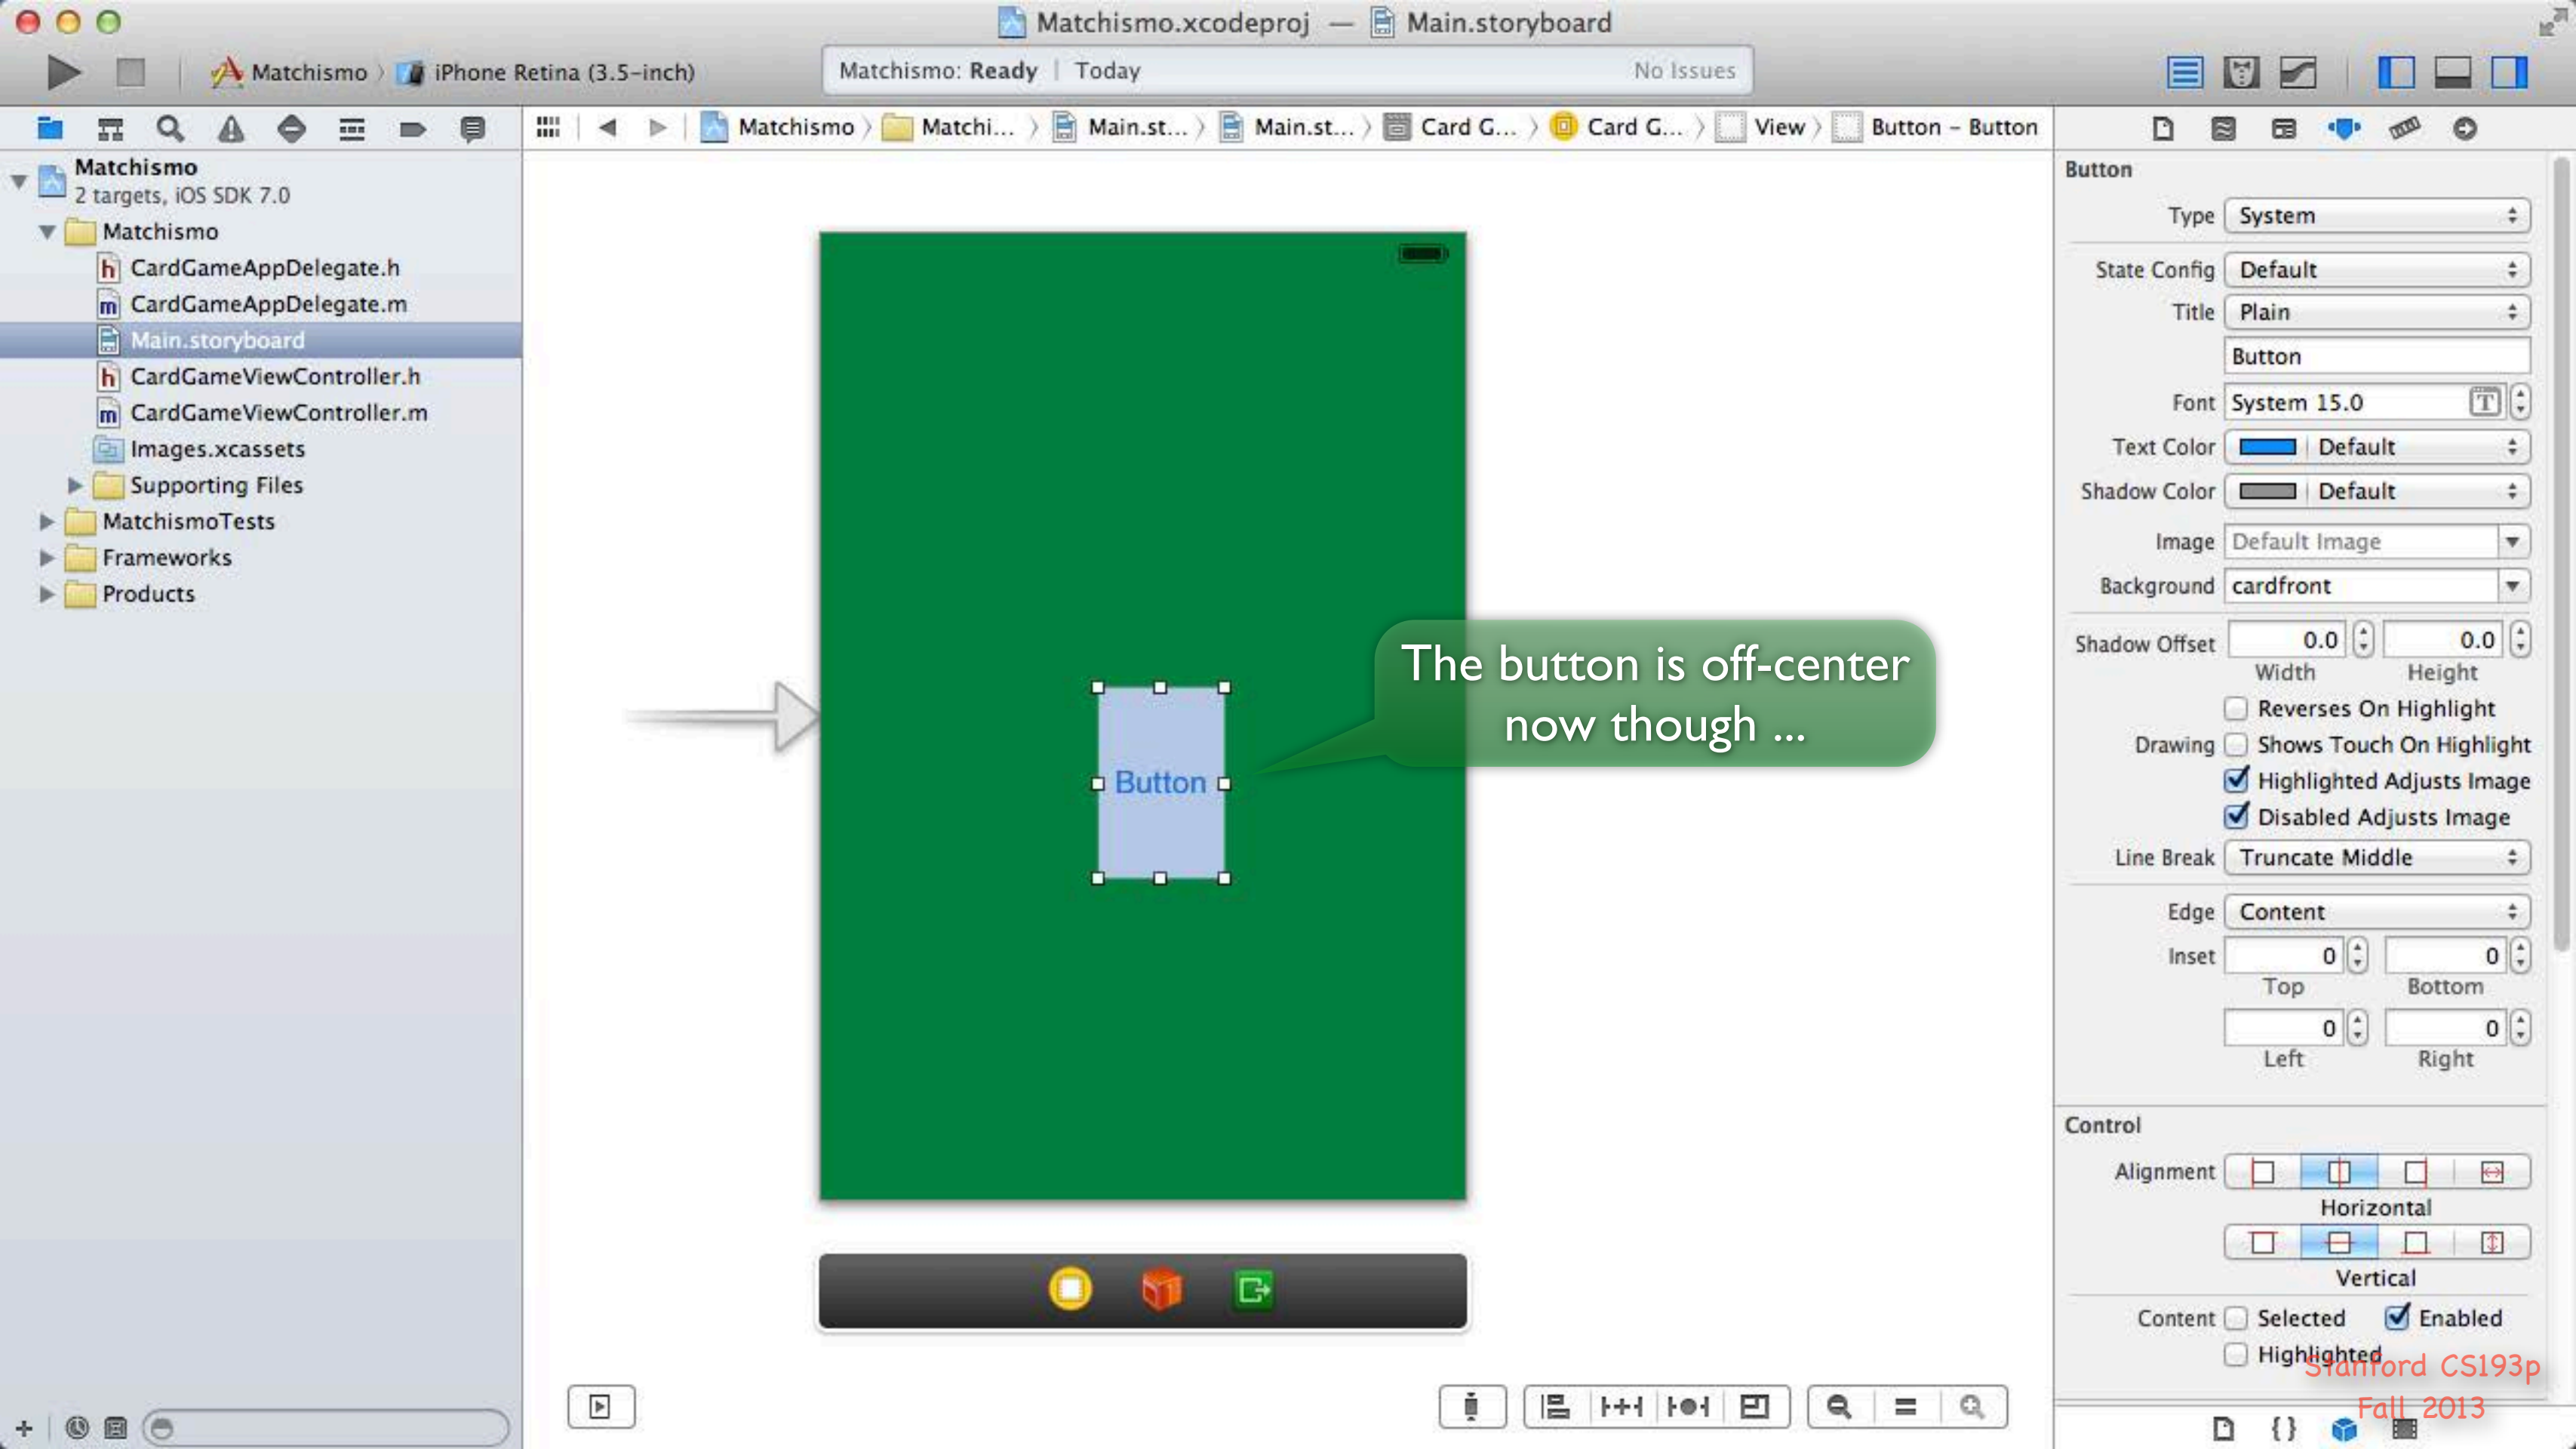 Matchismo.xcodeproj — Main.storyboard
Matchismo iPhone Retina (3.5-inch)
Matchismo: Ready | Today No Issues
Matchismo Matchi... Main.st... Main.st... Card G... Card G... View Button - Button
Matchismo
2 targets, iOS SDK 7.0
Matchismo
h CardGameAppDelegate.h
m CardGameAppDelegate.m
Main.storyboard
h CardGameViewController.h
m CardGameViewController.m
Images.xcassets
Supporting Files
MatchismoTests
Frameworks
Products
Button
The button is off-center
now though ...
Button
Type System
State Config Default
Title Plain
Button
Font System 15.0 T
Text Color Default
Shadow Color Default
Image Default Image
Background cardfront
Shadow Offset 0.0 0.0
Width Height
Reverses On Highlight
Drawing Shows Touch On Highlight
Highlighted Adjusts Image
Disabled Adjusts Image
Line Break Truncate Middle
Edge Content
Inset 0 0
Top Bottom
0 0
Left Right
Control
Alignment
Horizontal
Vertical
Content Selected Enabled
Highlighted
Stanford CS193p
Fall 2013